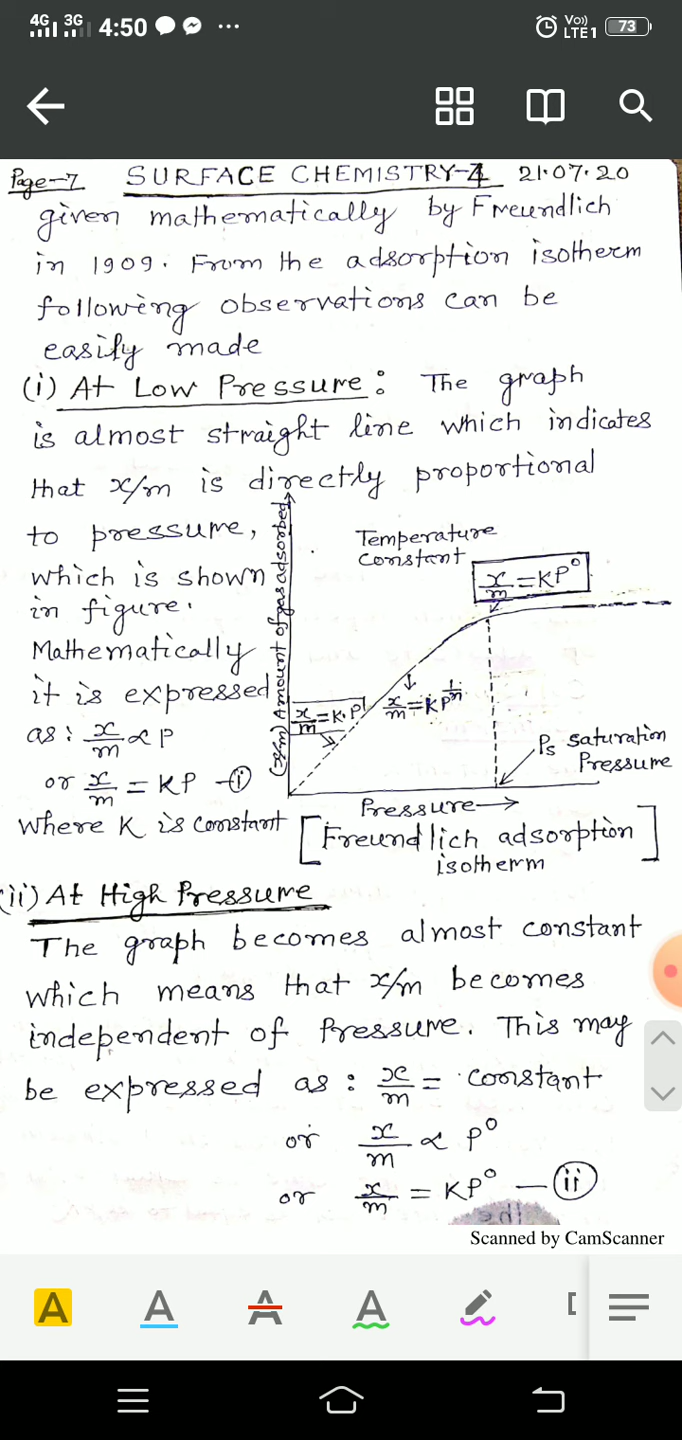 4G 3G 4:50 ... Vo)) LTE1 73
Page-7 SURFACE CHEMISTRY-4 21.07.20
given mathematically by Freundlich
in 1909. From the adsorption isotherm
following observations can be
easily made
(i) At Low Pressure: The graph
is almost straight line which indicates
that x/m is directly proportional
to pressure,
which is shown
in figure.
Mathematically
it is expressed
as: x/m ∝ P
or x/m = KP -(i)
where K is constant
(x/m) Amount of gas adsorbed
Temperature
constant
x/m = KP⁰
x/m = K.P¹
x/m = KP^1/n
Ps saturation
Pressure
Pressure→
[Freundlich adsorption
isotherm]
(ii) At High Pressure
The graph becomes almost constant
which means that x/m becomes
independent of Pressure. This may
be expressed as: x/m = constant
or x/m ∝ P⁰
or x/m = KP⁰ —(ii)
Scanned by CamScanner
A A A A